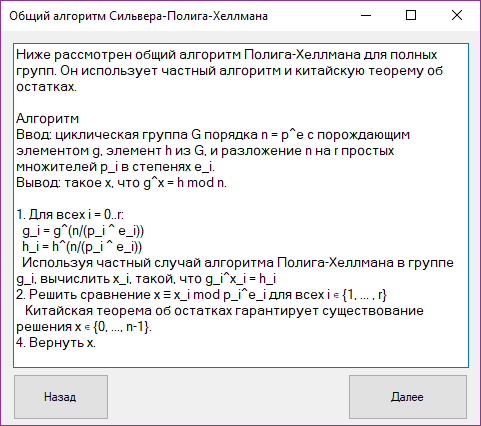 Общий алгоритм Сильвера-Полига-Хеллмана
Ниже рассмотрен общий алгоритм Полига-Хеллмана для полных
групп. Он использует частный алгоритм и китайскую теорему об
остатках.
Алгоритм
Ввод: циклическая группа G порядка n = p^e с порождающим
элементом g, элемент h из G, и разложение n на r простых
множителей p_i в степенях e_i.
Вывод: такое x, что g^x = h mod n.
1. Для всех i = 0..r:
g_i = g^(n/(p_i ^ e_i))
h_i = h^(n/(p_i ^ e_i))
Используя частный случай алгоритма Полига-Хеллмана в группе
g_i, вычислить x_i, такой, что g_i^x_i = h_i
2. Решить сравнение x ≡ x_i mod p_i^e_i для всех i ∈ {1, ... , r}
Китайская теорема об остатках гарантирует существование
решения x ∈ {0, ..., n-1}.
4. Вернуть x.
Назад
Далее